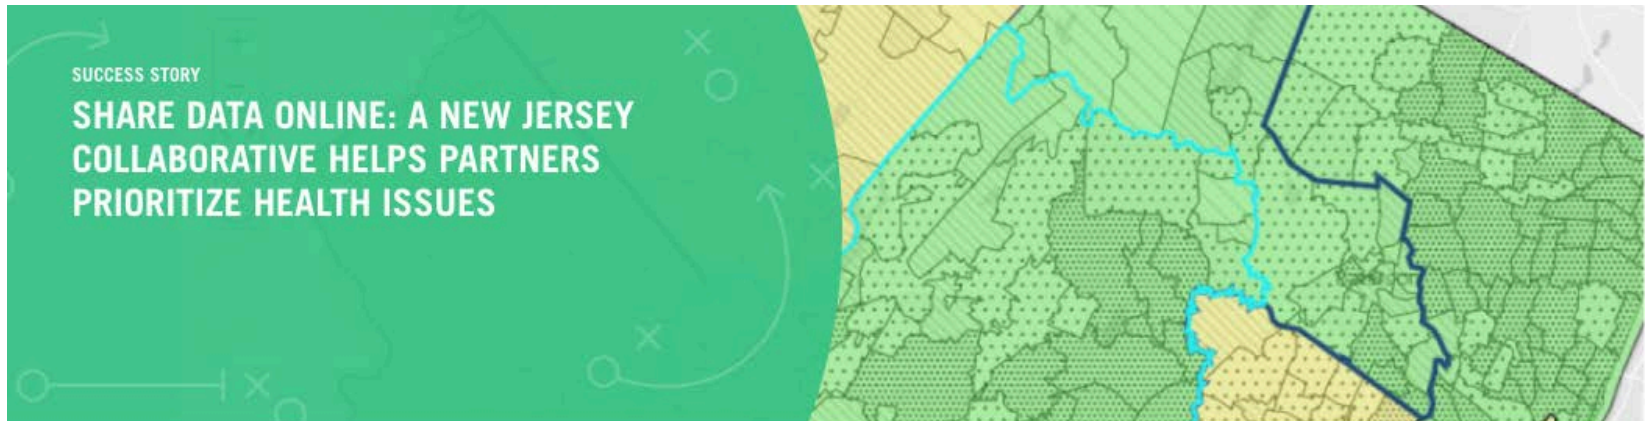 SUCCESS STORY
SHARE DATA ONLINE: A NEW JERSEY
COLLABORATIVE HELPS PARTNERS
PRIORITIZE HEALTH ISSUES